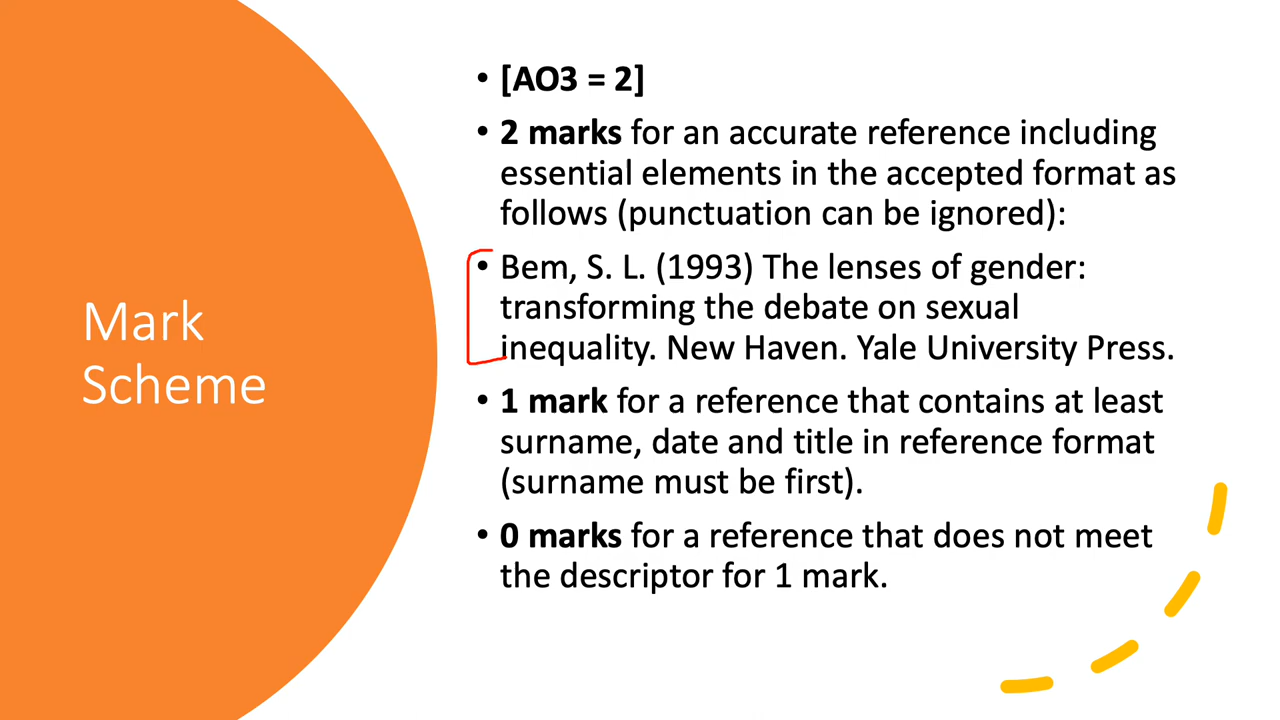 Mark
Scheme
• [AO3 = 2]
• 2 marks for an accurate reference including
essential elements in the accepted format as
follows (punctuation can be ignored):
• Bem, S. L. (1993) The lenses of gender:
transforming the debate on sexual
inequality. New Haven. Yale University Press.
• 1 mark for a reference that contains at least
surname, date and title in reference format
(surname must be first).
• 0 marks for a reference that does not meet
the descriptor for 1 mark.